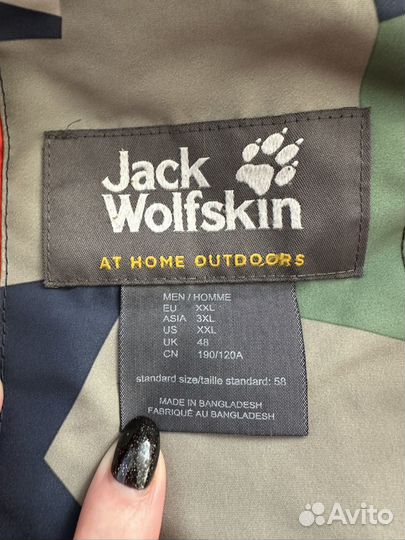 Jack
Wolfskin
AT HOME OUTDOORS
MEN / HOMME
EU XXL
ASIA 3XL
US XXL
UK 48
CN 190/120A
standard size/taille standard: 58
MADE IN BANGLADESH
FABRIQUÉ AU BANGLADESH
Avito